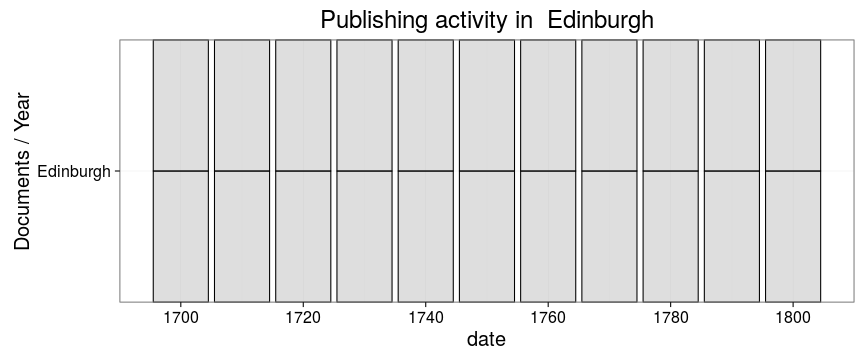 Publishing activity in  Edinburgh
Documents / Year
Edinburgh
1700 1720 1740 1760 1780 1800
date